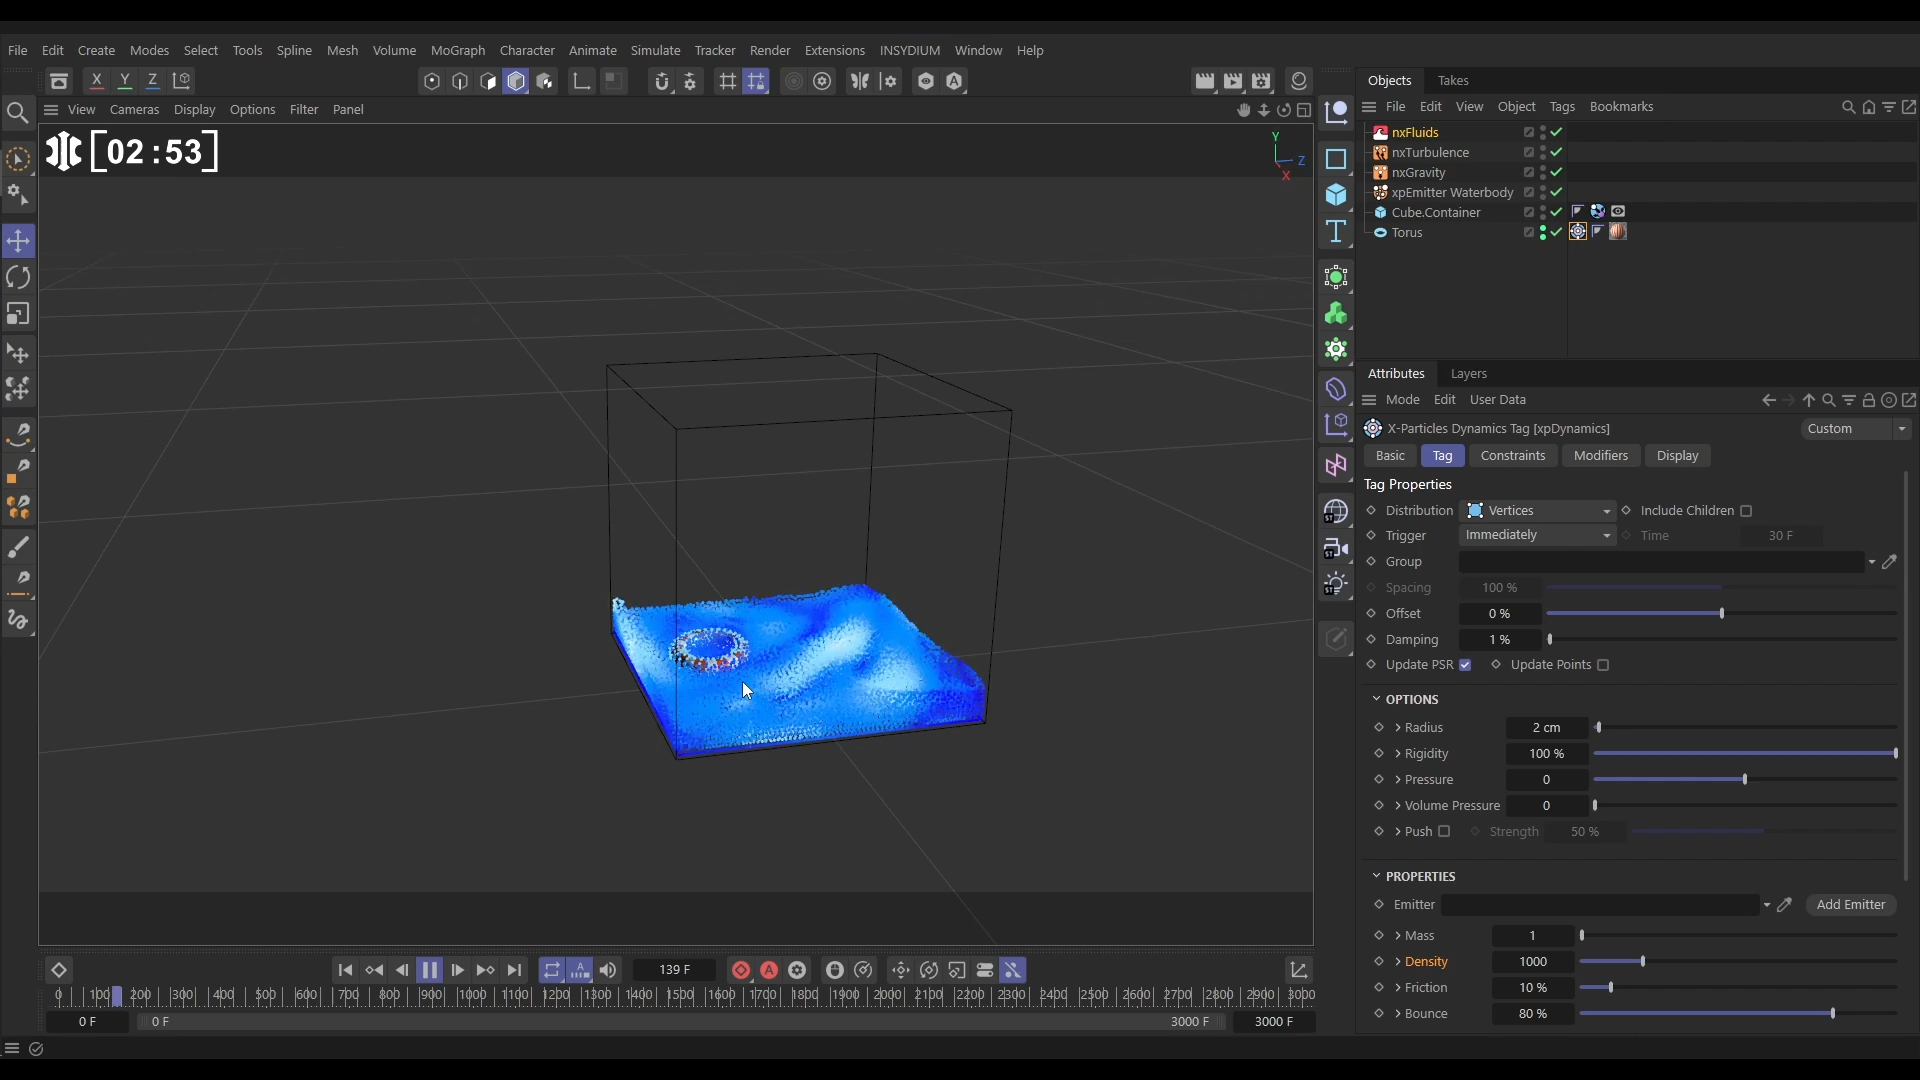 File Edit Create Modes Select Tools Spline Mesh Volume MoGraph Character Animate Simulate Tracker Render Extensions INSYDIUM Window Help
X Y Z
View Cameras Display Options Filter Panel
[02:53]
Y
Z
X
Objects Takes
File Edit View Object Tags Bookmarks
nxFluids
nxTurbulence
nxGravity
xpEmitter Waterbody
Cube.Container
Torus
Attributes Layers
Mode Edit User Data
X-Particles Dynamics Tag [xpDynamics] Custom
Basic Tag Constraints Modifiers Display
Tag Properties
Distribution Vertices Include Children
Trigger Immediately Time 30 F
Group
Spacing 100 %
Offset 0 %
Damping 1 %
Update PSR Update Points
OPTIONS
Radius 2 cm
Rigidity 100 %
Pressure 0
Volume Pressure 0
Push Strength 50 %
PROPERTIES
Emitter Add Emitter
Mass 1
Density 1000
Friction 10 %
Bounce 80 %
139 F
0 100 200 300 400 500 600 700 800 900 1000 1100 1200 1300 1400 1500 1600 1700 1800 1900 2000 2100 2200 2300 2400 2500 2600 2700 2800 2900 3000
0 F 0 F 3000 F 3000 F